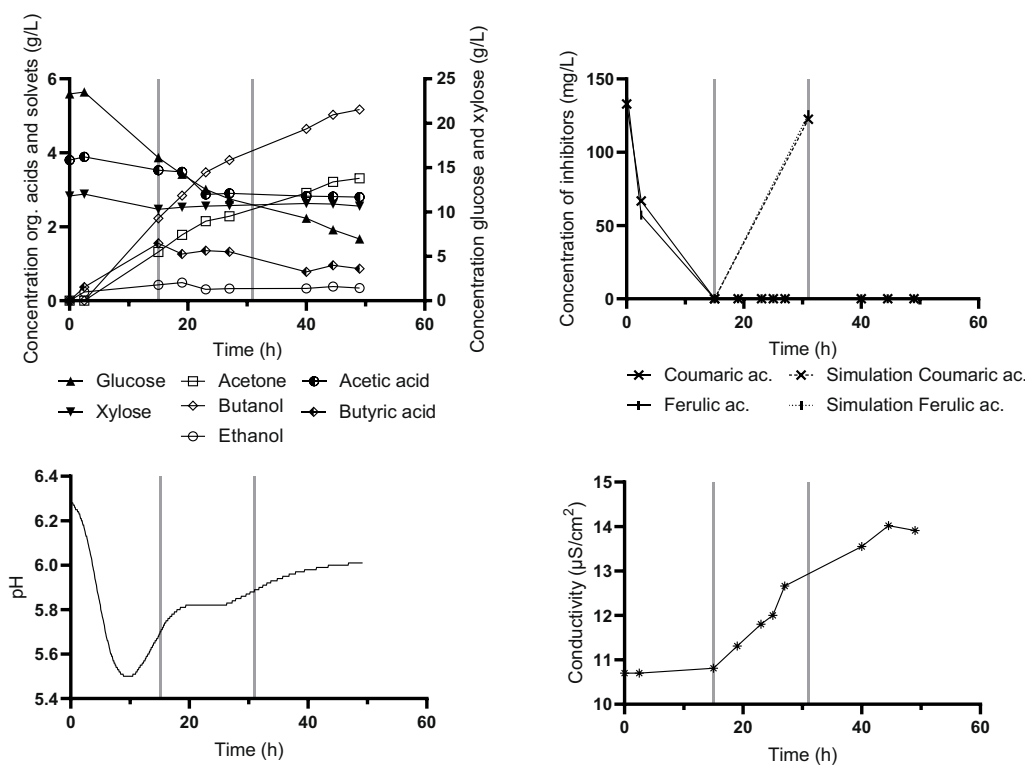 Concentration org. acids and solvets (g/L)
6
4
2
0
0
20
40
60
25
20
15
10
5
0
Concentration glucose and xylose (g/L)
Time (h)
Glucose
Acetone
Acetic acid
Xylose
Butanol
Butyric acid
Ethanol
Concentration of inhibitors (mg/L)
150
100
50
0
0
20
40
60
Time (h)
Coumaric ac.
Simulation Coumaric ac.
Ferulic ac.
Simulation Ferulic ac.
pH
6.4
6.2
6.0
5.8
5.6
5.4
0
20
40
60
Time (h)
Conductivity (µS/cm²)
15
14
13
12
11
10
0
20
40
60
Time (h)